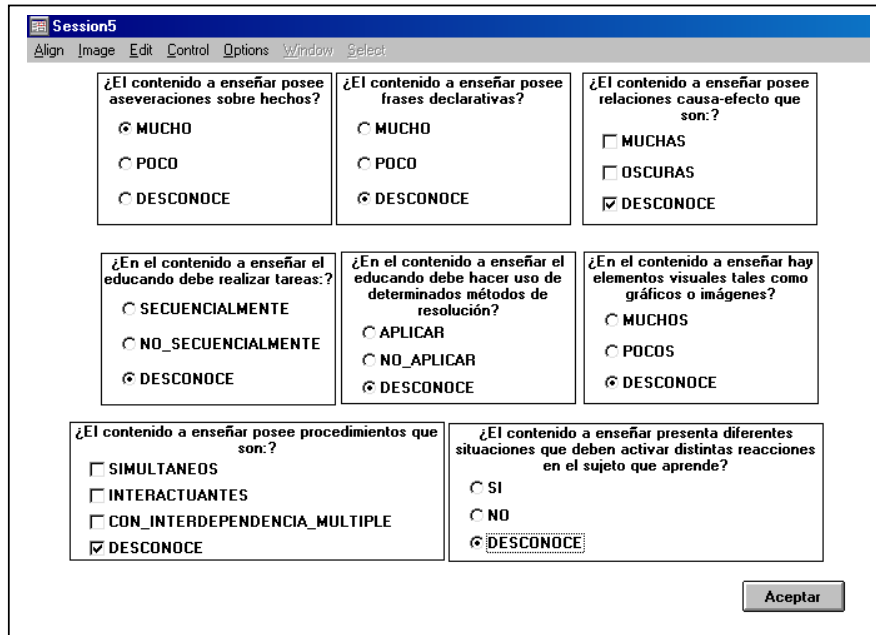 Session5
Align Image Edit Control Options Window Select
¿El contenido a enseñar posee
aseveraciones sobre hechos?
MUCHO
POCO
DESCONOCE
¿El contenido a enseñar posee
frases declarativas?
MUCHO
POCO
DESCONOCE
¿El contenido a enseñar posee
relaciones causa-efecto que
son:?
MUCHAS
OSCURAS
DESCONOCE
¿En el contenido a enseñar el
educando debe realizar tareas:?
SECUENCIALMENTE
NO_SECUENCIALMENTE
DESCONOCE
¿En el contenido a enseñar el
educando debe hacer uso de
determinados métodos de
resolución?
APLICAR
NO_APLICAR
DESCONOCE
¿En el contenido a enseñar hay
elementos visuales tales como
gráficos o imágenes?
MUCHOS
POCOS
DESCONOCE
¿El contenido a enseñar posee procedimientos que
son:?
SIMULTANEOS
INTERACTUANTES
CON_INTERDEPENDENCIA_MULTIPLE
DESCONOCE
¿El contenido a enseñar presenta diferentes
situaciones que deben activar distintas reacciones
en el sujeto que aprende?
SI
NO
DESCONOCE
Aceptar